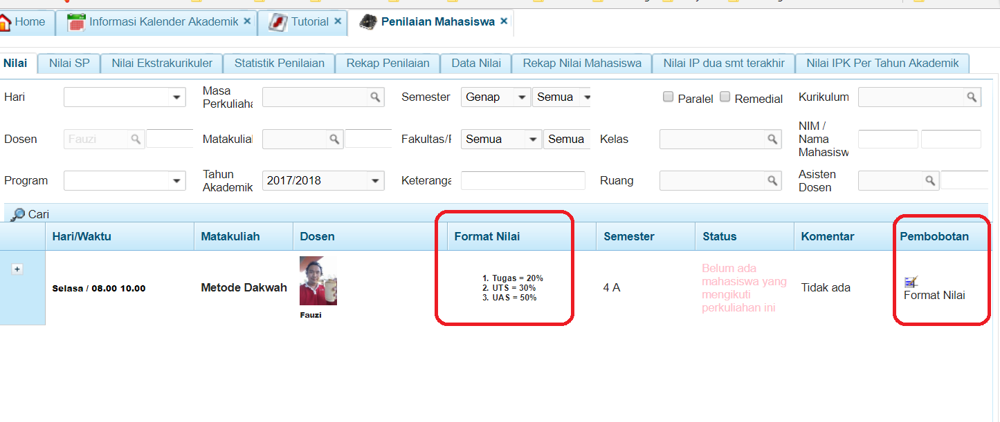 Home Informasi Kalender Akademik × Tutorial × Penilaian Mahasiswa ×
Nilai Nilai SP Nilai Ekstrakurikuler Statistik Penilaian Rekap Penilaian Data Nilai Rekap Nilai Mahasiswa Nilai IP dua smt terakhir Nilai IPK Per Tahun Akademik
Hari
Masa
Perkuliaha
Semester Genap Semua
Paralel Remedial
Kurikulum
Dosen Fauzi
Matakulial
Fakultas/F Semua Semua
Kelas
NIM /
Nama
Mahasisw
Program
Tahun
Akademik
2017/2018
Keteranga
Ruang
Asisten
Dosen
Cari
Hari/Waktu Matakuliah Dosen Format Nilai Semester Status Komentar Pembobotan
+
Selasa / 08.00 10.00
Metode Dakwah
Fauzi
1. Tugas = 20%
2. UTS = 30%
3. UAS = 50%
4 A
Belum ada
mahasiswa yang
mengikuti
perkuliahan ini
Tidak ada
Format Nilai